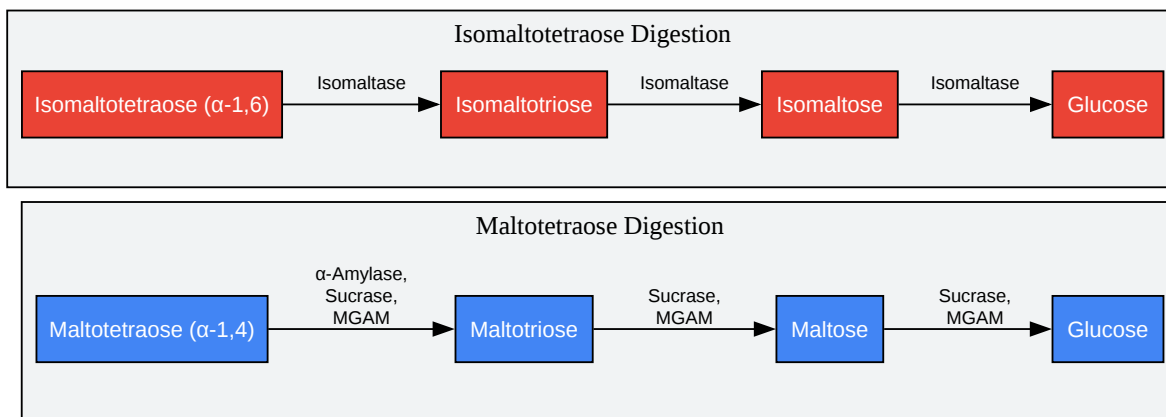 Isomaltotetraose Digestion
Isomaltotetraose (α-1,6)
Isomaltase
Isomaltotriose
Isomaltase
Isomaltose
Isomaltase
Glucose
Maltotetraose Digestion
Maltotetraose (α-1,4)
α-Amylase,
Sucrase,
MGAM
Maltotriose
Sucrase,
MGAM
Maltose
Sucrase,
MGAM
Glucose